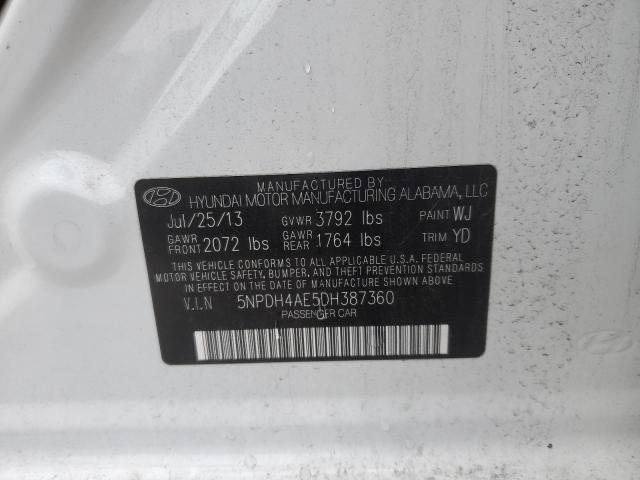 MANUFACTURED BY
HYUNDAI MOTOR MANUFACTURING ALABAMA, LLC
Jul/25/13 GVWR 3792 lbs PAINT WJ
GAWR FRONT 2072 lbs GAWR REAR 1764 lbs TRIM YD
THIS VEHICLE CONFORMS TO ALL APPLICABLE U.S.A. FEDERAL
MOTOR VEHICLE SAFETY, BUMPER, AND THEFT PREVENTION STANDARDS
IN EFFECT ON THE DATE OF MANUFACTURE SHOWN ABOVE.
V.I.N 5NPDH4AE5DH387360
PASSENGER CAR